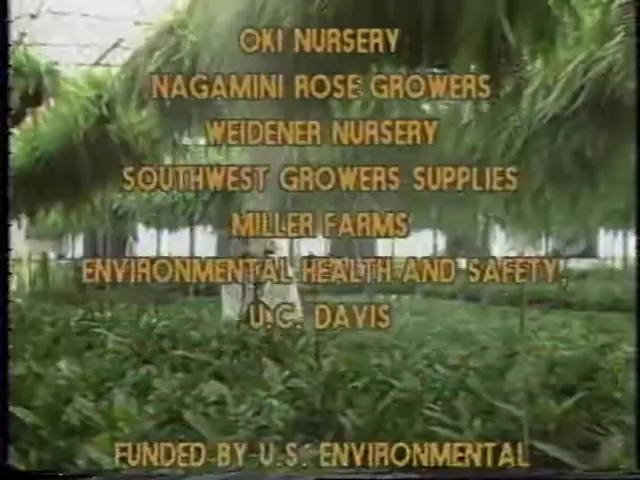 OKI NURSERY
NAGAMINI ROSE GROWERS
WEIDENER NURSERY
SOUTHWEST GROWERS SUPPLIES
MILLER FARMS
ENVIRONMENTAL HEALTH AND SAFETY,
U.C. DAVIS
FUNDED BY U.S. ENVIRONMENTAL